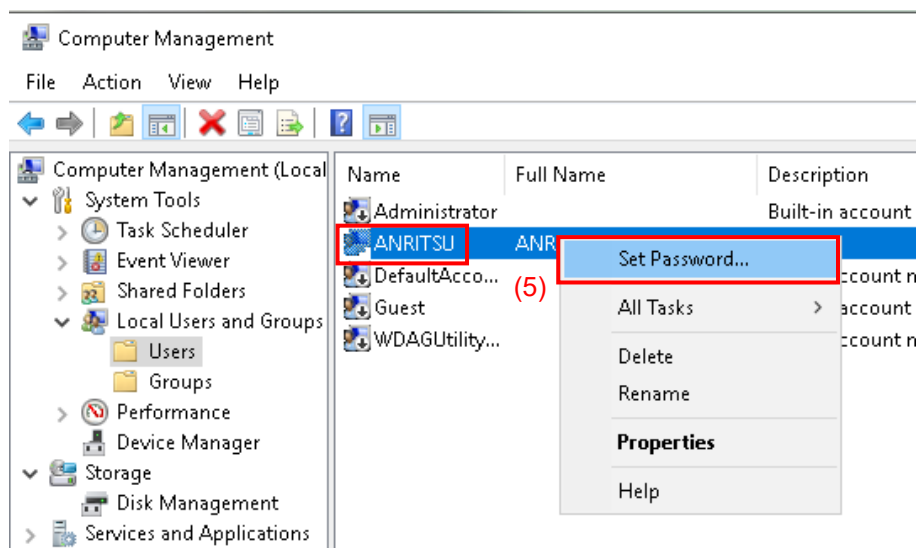 Computer Management
File Action View Help
Computer Management (Local
System Tools
Task Scheduler
Event Viewer
Shared Folders
Local Users and Groups
Users
Groups
Performance
Device Manager
Storage
Disk Management
Services and Applications
Name Full Name Description
Administrator Built-in account
ANRITSU ANR
DefaultAcco... ccount n
(5)
Guest account
WDAGUtility... ccount n
Set Password...
All Tasks
Delete
Rename
Properties
Help